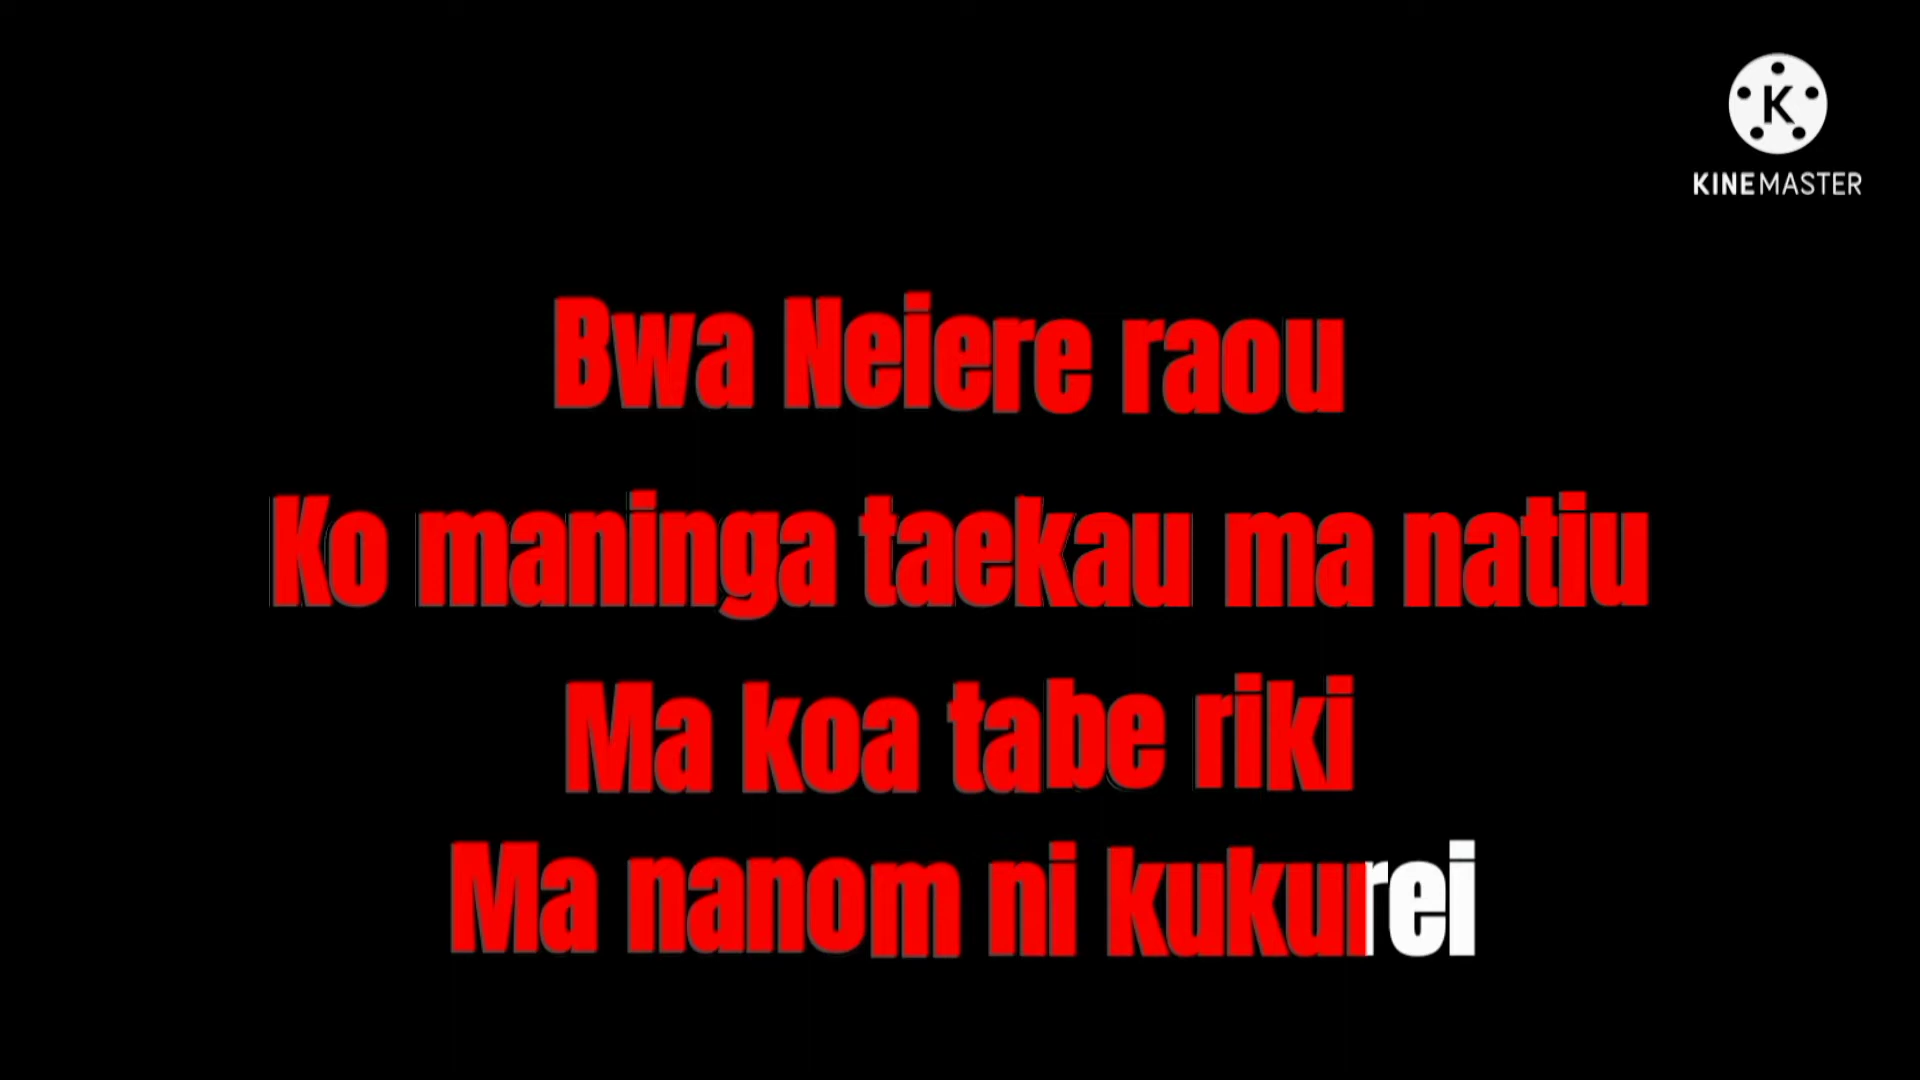 K
KINEMASTER
Bwa Neiere raou
Ko maninga taekau ma natiu
Ma koa tabe riki
Ma nanom ni kukurei